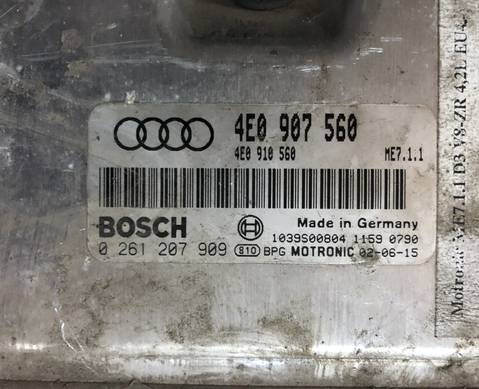 4E0 907 560
4E0 910 560 ME7.1.1
BOSCH Made in Germany
1039S00804 1159 0790
0 261 207 909 810 BPG MOTRONIC 02-06-15
Motronic ME7.1.1 D3 V8-ZR 4,2L EU4